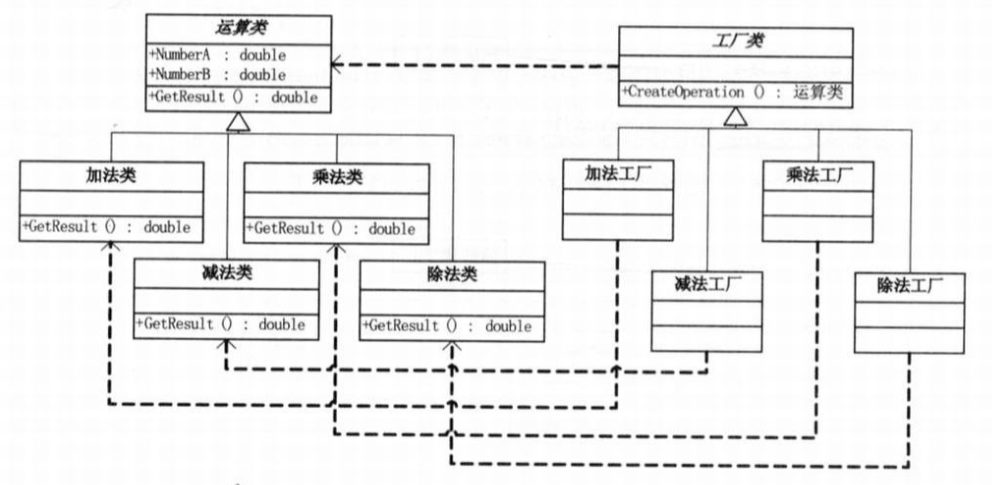 运算类
+NumberA : double
+NumberB : double
+GetResult () : double
工厂类
+CreateOperation () : 运算类
加法类
+GetResult () : double
乘法类
+GetResult () : double
加法工厂
乘法工厂
减法类
+GetResult () : double
除法类
+GetResult () : double
减法工厂
除法工厂